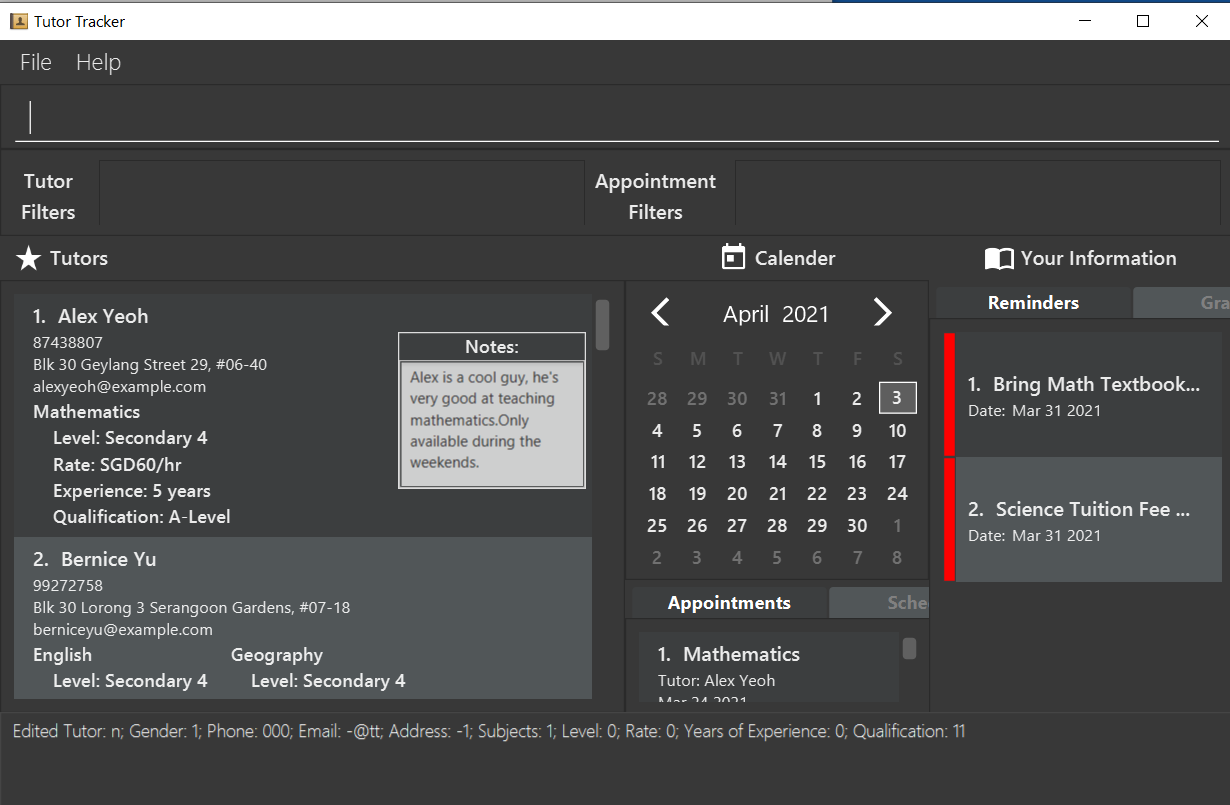 Tutor Tracker
File Help
Tutor
Filters
Appointment
Filters
Tutors
Calender
Your Information
1. Alex Yeoh
87438807
Blk 30 Geylang Street 29, #06-40
alexyeoh@example.com
Mathematics
Level: Secondary 4
Rate: SGD60/hr
Experience: 5 years
Qualification: A-Level
Notes:
Alex is a cool guy, he's
very good at teaching
mathematics.Only
available during the
weekends.
2. Bernice Yu
99272758
Blk 30 Lorong 3 Serangoon Gardens, #07-18
berniceyu@example.com
English Geography
Level: Secondary 4 Level: Secondary 4
April 2021
S M T W T F S
28 29 30 31 1 2 3
4 5 6 7 8 9 10
11 12 13 14 15 16 17
18 19 20 21 22 23 24
25 26 27 28 29 30 1
2 3 4 5 6 7 8
Appointments Sche
1. Mathematics
Tutor: Alex Yeoh
Mar 24 2021
Reminders Gra
1. Bring Math Textbook...
Date: Mar 31 2021
2. Science Tuition Fee ...
Date: Mar 31 2021
Edited Tutor: n; Gender: 1; Phone: 000; Email: -@tt; Address: -1; Subjects: 1; Level: 0; Rate: 0; Years of Experience: 0; Qualification: 11